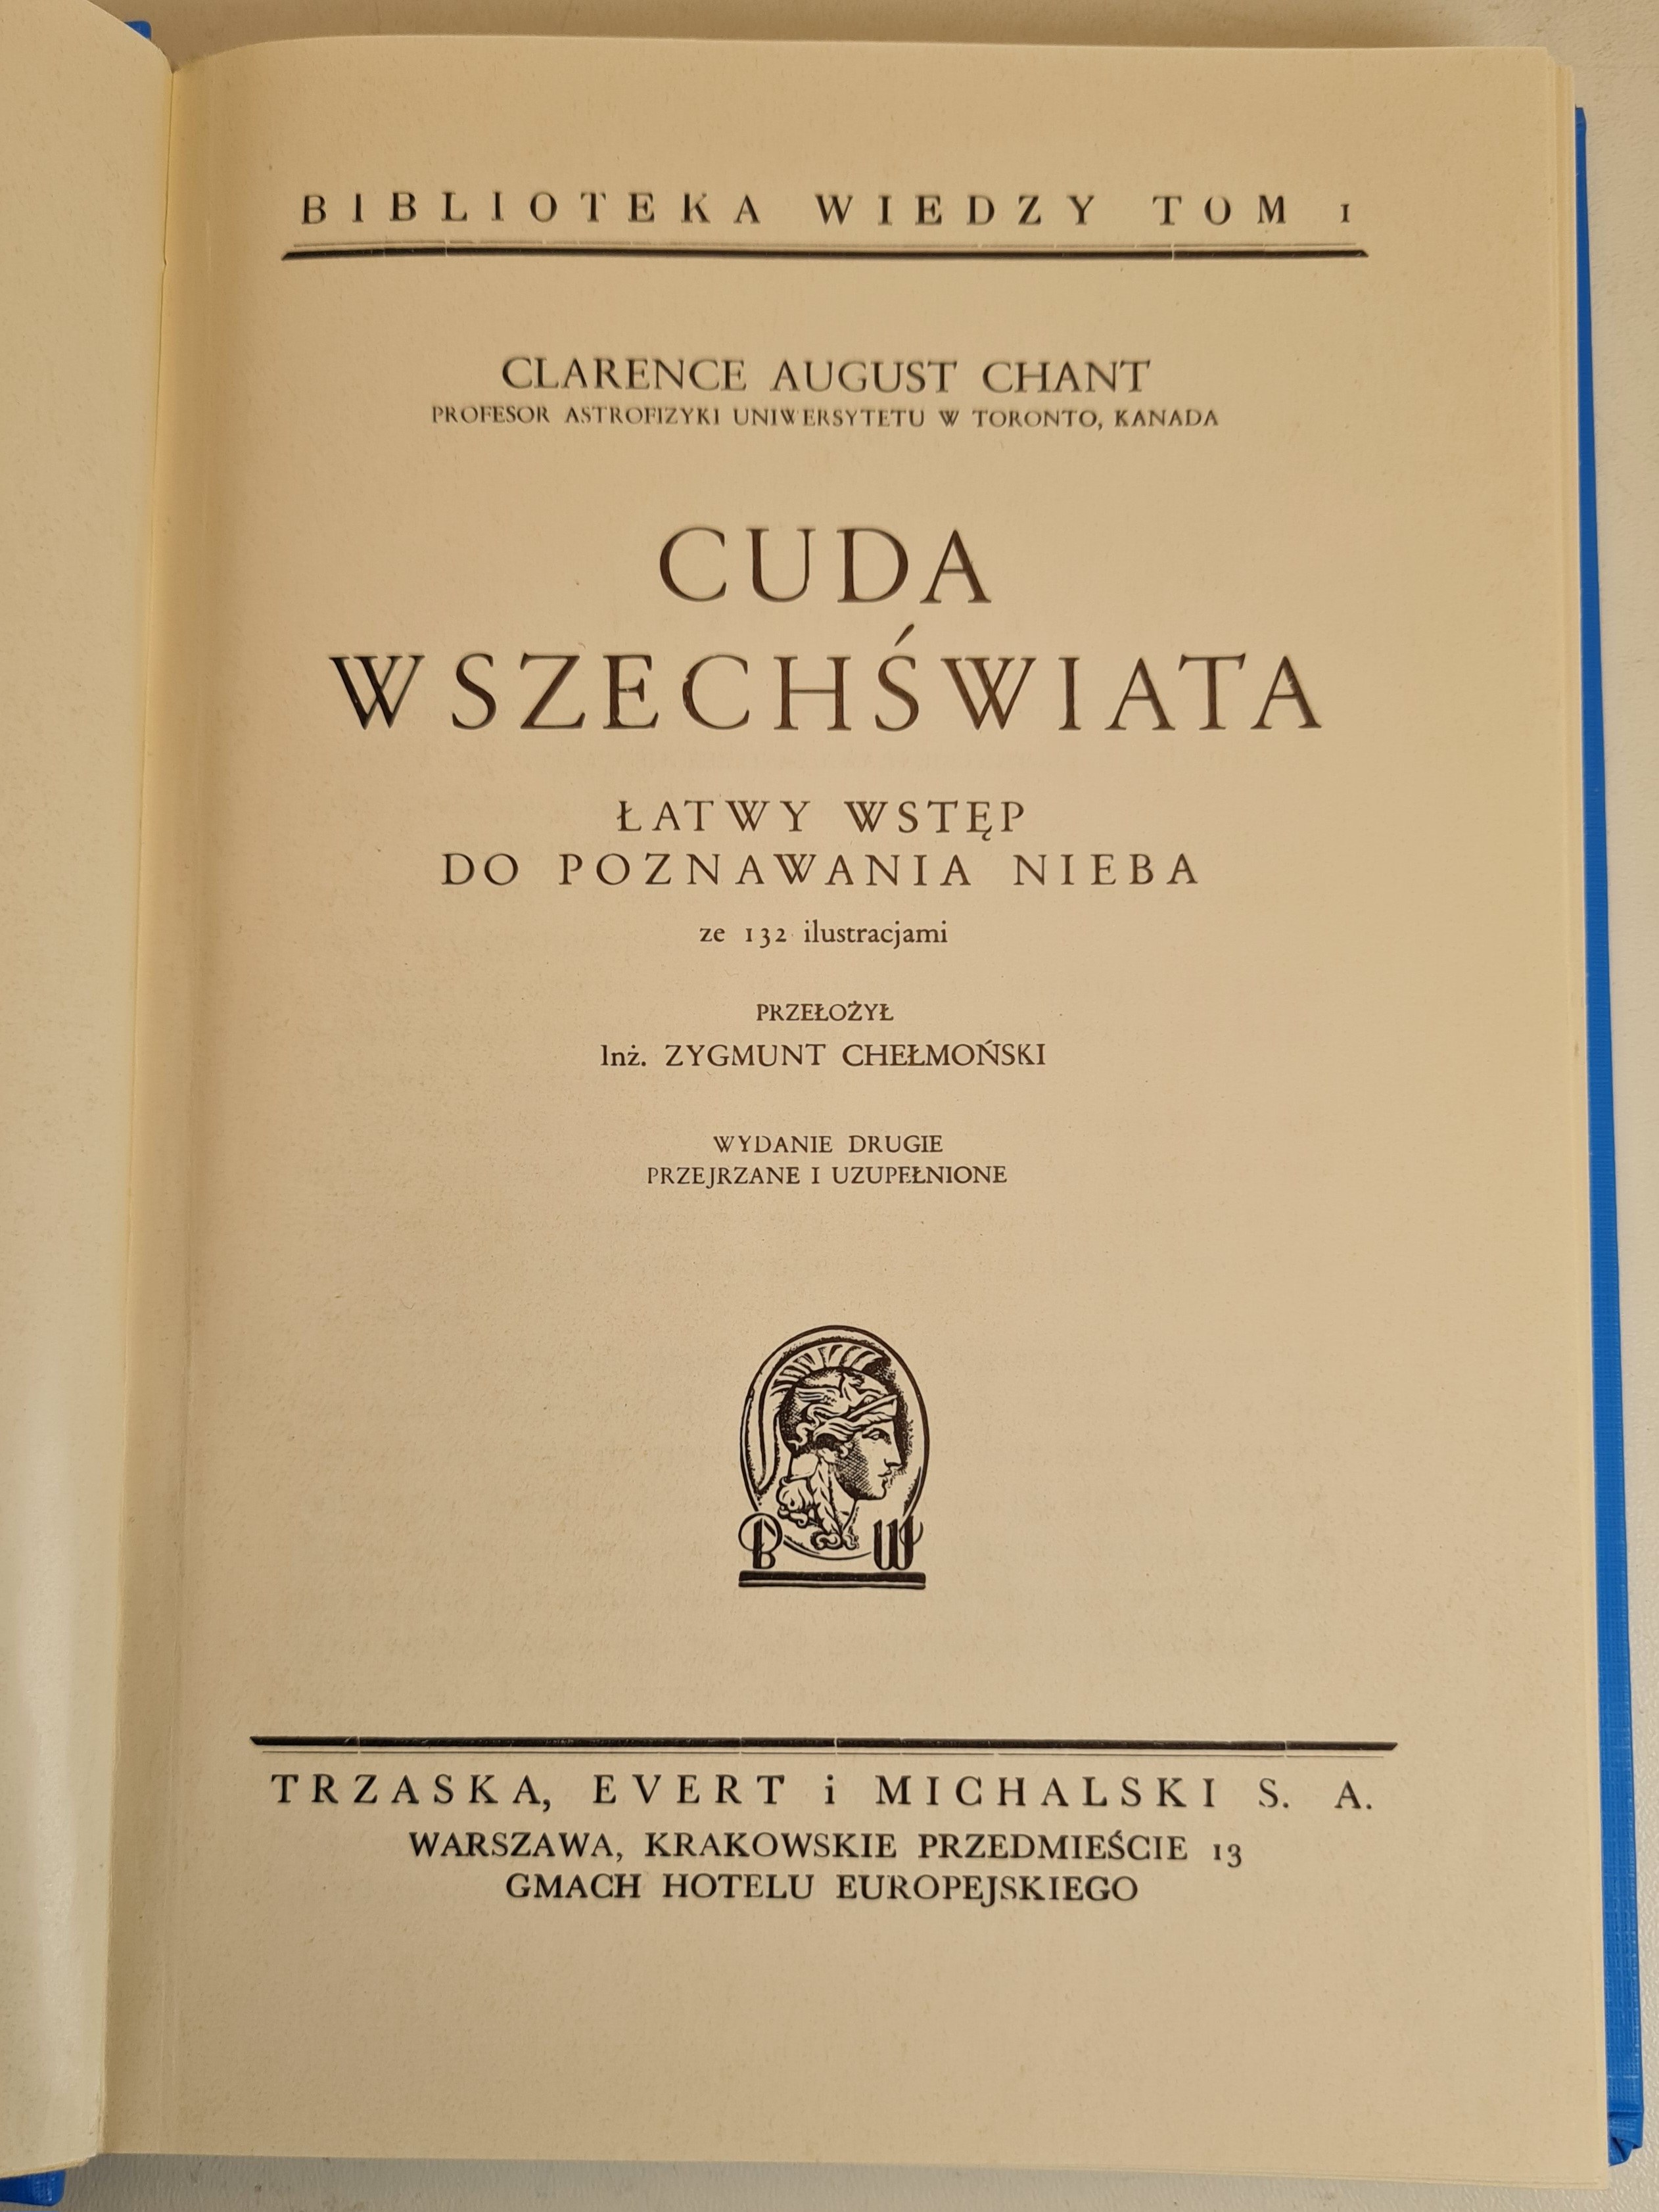 BIBLIOTEKA WIEDZY TOM 1
CLARENCE AUGUST CHANT
PROFESOR ASTROFIZYKI UNIWERSYTETU W TORONTO, KANADA
CUDA
WSZECHŚWIATA
ŁATWY WSTĘP
DO POZNAWANIA NIEBA
ze 132 ilustracjami
PRZEŁOŻYŁ
Inż. ZYGMUNT CHEŁMOŃSKI
WYDANIE DRUGIE
PRZEJRZANE I UZUPEŁNIONE
B W
TRZASKA, EVERT i MICHALSKI S. A.
WARSZAWA, KRAKOWSKIE PRZEDMIEŚCIE 13
GMACH HOTELU EUROPEJSKIEGO